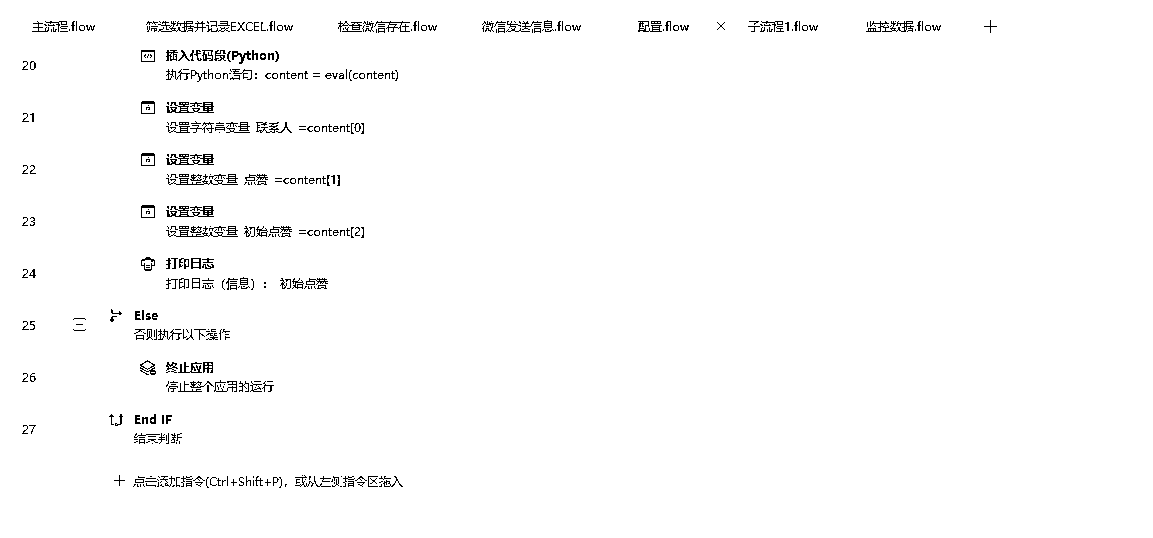 主流程.flow 筛选数据并记录EXCEL.flow 检查微信存在.flow 微信发送信息.flow 配置.flow × 子流程1.flow 监控数据.flow +
20 插入代码段(Python)
执行Python语句：content = eval(content)
21 设置变量
设置字符串变量 联系人 =content[0]
22 设置变量
设置整数变量 点赞 =content[1]
23 设置变量
设置整数变量 初始点赞 =content[2]
24 打印日志
打印日志（信息）： 初始点赞
25 Else
否则执行以下操作
26 终止应用
停止整个应用的运行
27 End IF
结束判断
+ 点击添加指令(Ctrl+Shift+P)，或从左侧指令区拖入